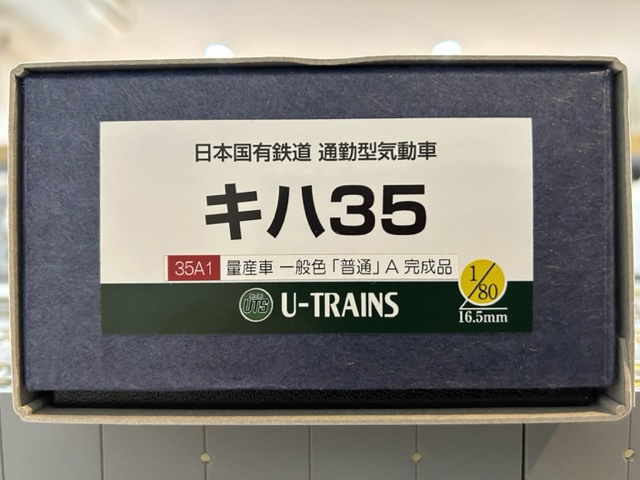 日本国有鉄道 通勤型気動車
キハ35
35A1 量産車 一般色「普通」A 完成品
UTS U-TRAINS
1/80
16.5mm